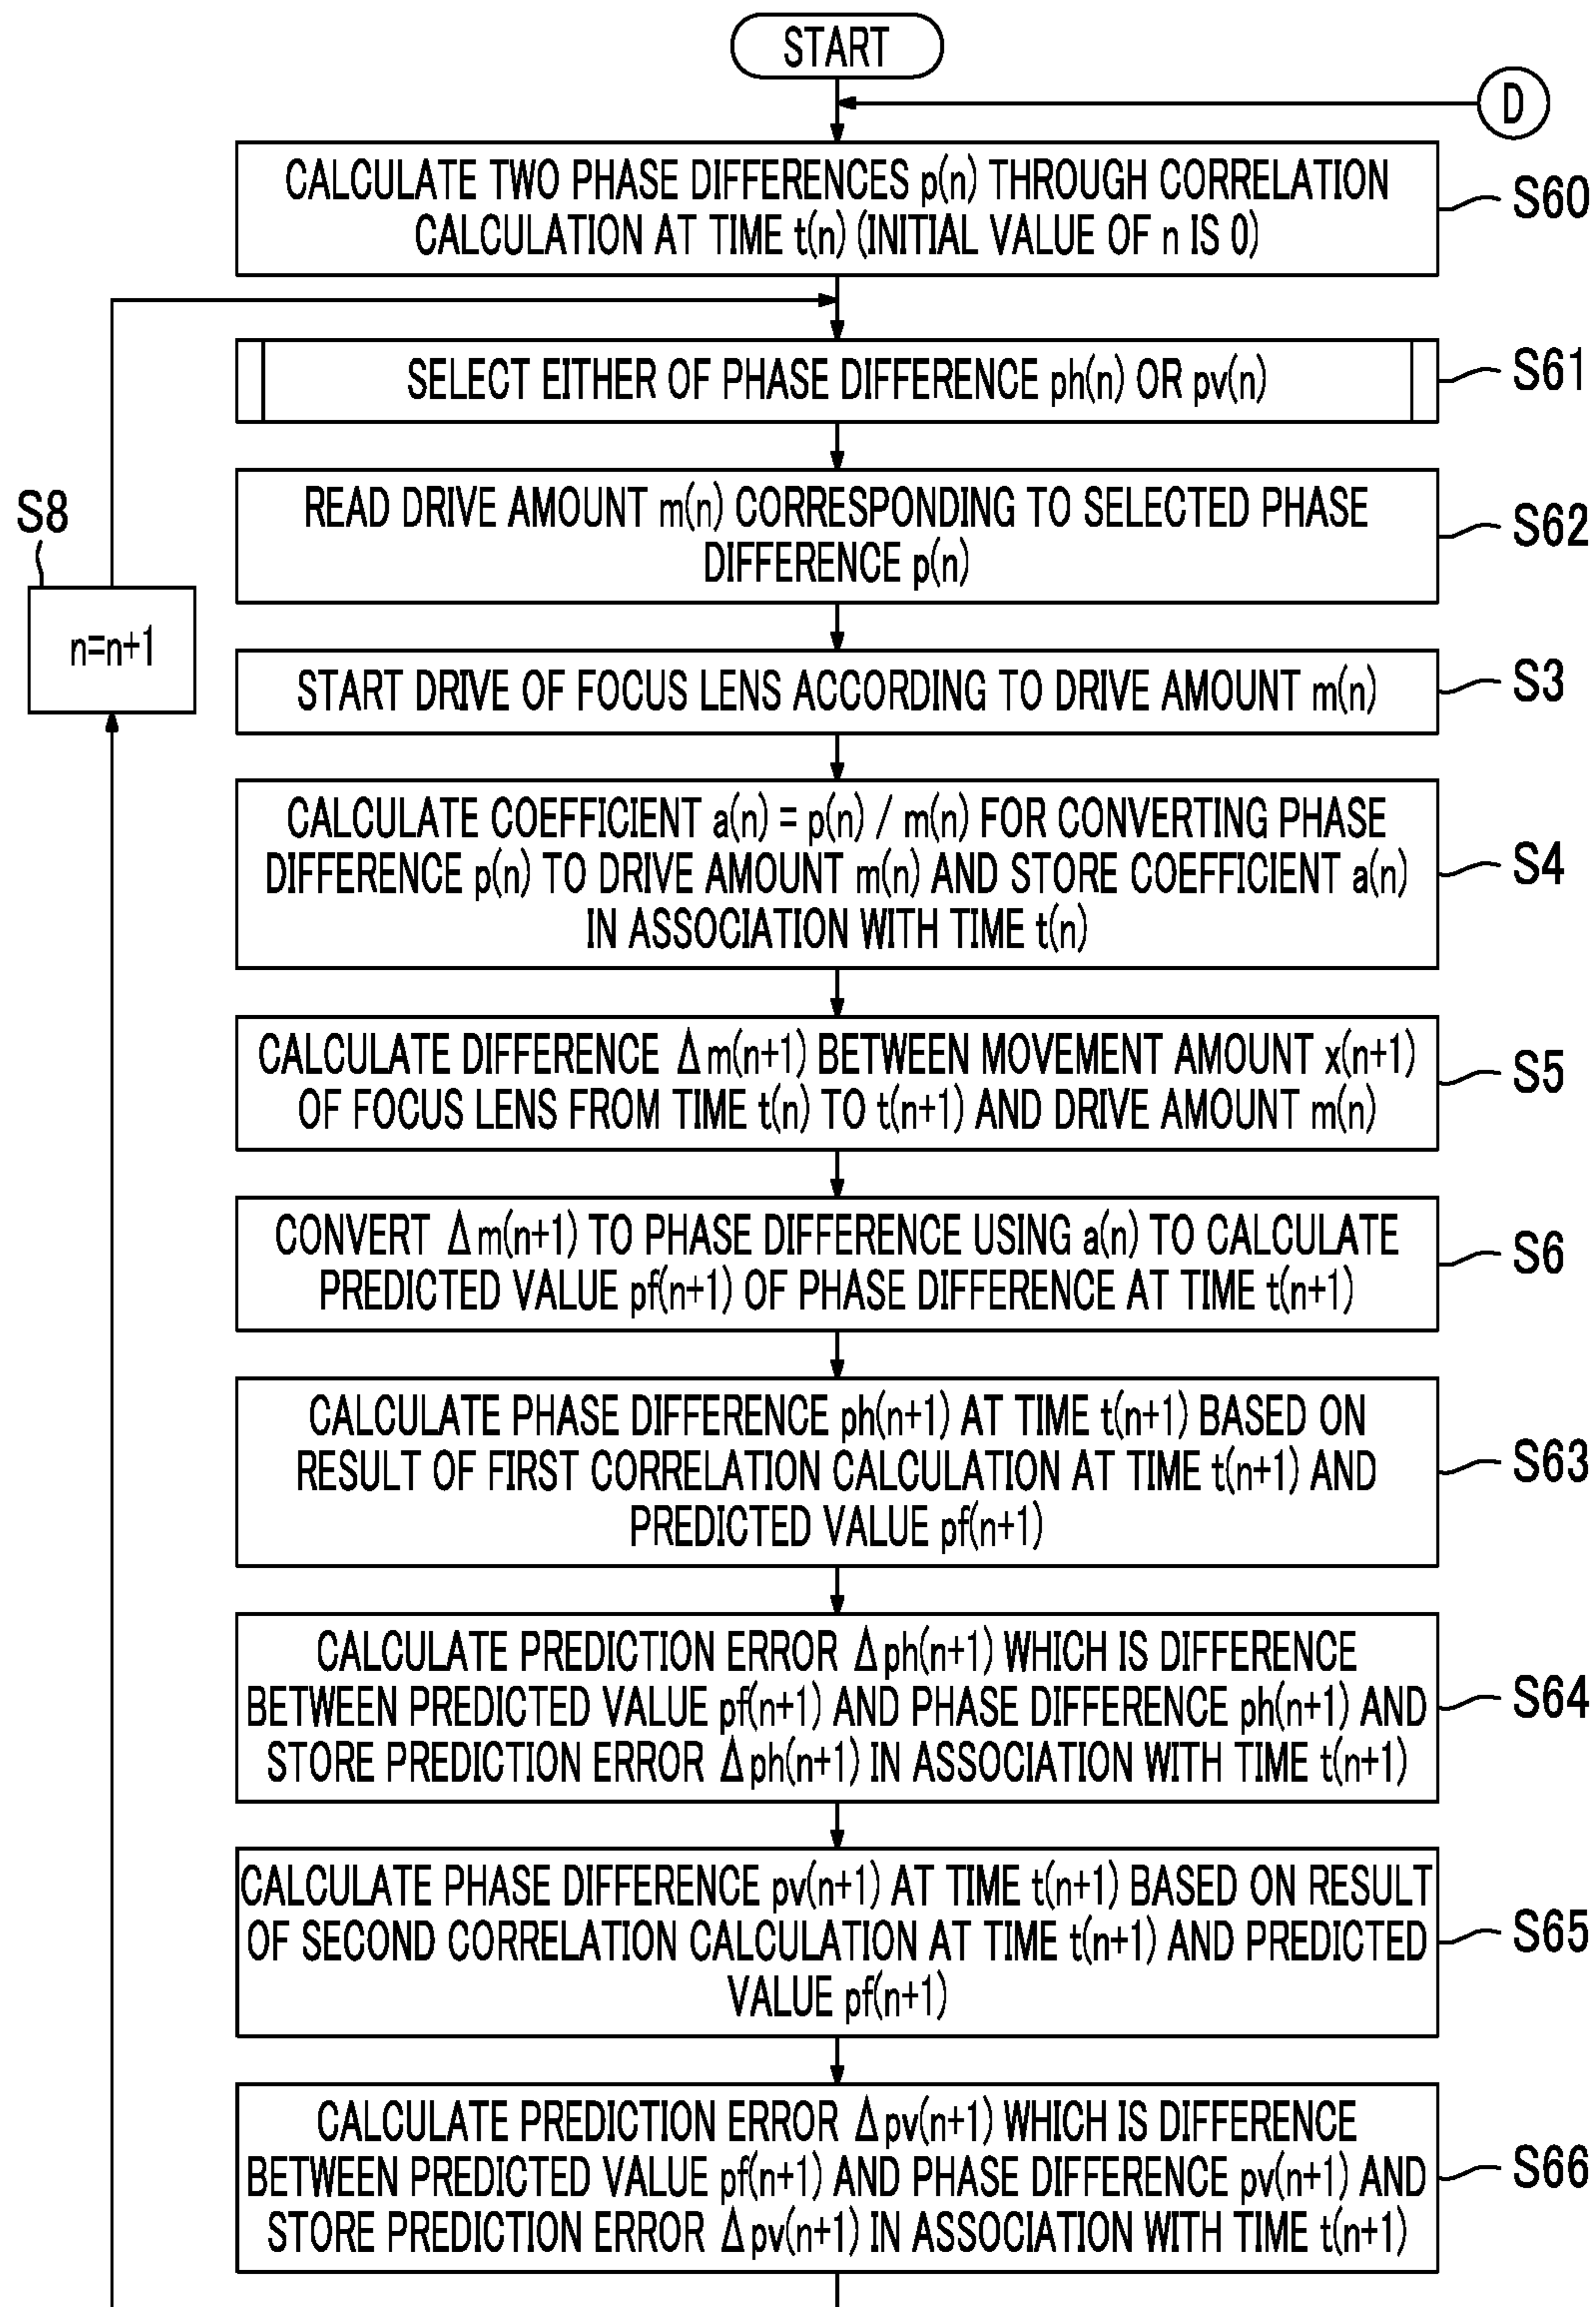 START
D
CALCULATE TWO PHASE DIFFERENCES p(n) THROUGH CORRELATION
CALCULATION AT TIME t(n) (INITIAL VALUE OF n IS 0)
S60
SELECT EITHER OF PHASE DIFFERENCE ph(n) OR pv(n)
S61
READ DRIVE AMOUNT m(n) CORRESPONDING TO SELECTED PHASE
DIFFERENCE p(n)
S62
S8
n=n+1
START DRIVE OF FOCUS LENS ACCORDING TO DRIVE AMOUNT m(n)
S3
CALCULATE COEFFICIENT a(n) = p(n) / m(n) FOR CONVERTING PHASE
DIFFERENCE p(n) TO DRIVE AMOUNT m(n) AND STORE COEFFICIENT a(n)
IN ASSOCIATION WITH TIME t(n)
S4
CALCULATE DIFFERENCE Δm(n+1) BETWEEN MOVEMENT AMOUNT x(n+1)
OF FOCUS LENS FROM TIME t(n) TO t(n+1) AND DRIVE AMOUNT m(n)
S5
CONVERT Δm(n+1) TO PHASE DIFFERENCE USING a(n) TO CALCULATE
PREDICTED VALUE pf(n+1) OF PHASE DIFFERENCE AT TIME t(n+1)
S6
CALCULATE PHASE DIFFERENCE ph(n+1) AT TIME t(n+1) BASED ON
RESULT OF FIRST CORRELATION CALCULATION AT TIME t(n+1) AND
PREDICTED VALUE pf(n+1)
S63
CALCULATE PREDICTION ERROR Δph(n+1) WHICH IS DIFFERENCE
BETWEEN PREDICTED VALUE pf(n+1) AND PHASE DIFFERENCE ph(n+1) AND
STORE PREDICTION ERROR Δph(n+1) IN ASSOCIATION WITH TIME t(n+1)
S64
CALCULATE PHASE DIFFERENCE pv(n+1) AT TIME t(n+1) BASED ON RESULT
OF SECOND CORRELATION CALCULATION AT TIME t(n+1) AND PREDICTED
VALUE pf(n+1)
S65
CALCULATE PREDICTION ERROR Δpv(n+1) WHICH IS DIFFERENCE
BETWEEN PREDICTED VALUE pf(n+1) AND PHASE DIFFERENCE pv(n+1) AND
STORE PREDICTION ERROR Δpv(n+1) IN ASSOCIATION WITH TIME t(n+1)
S66